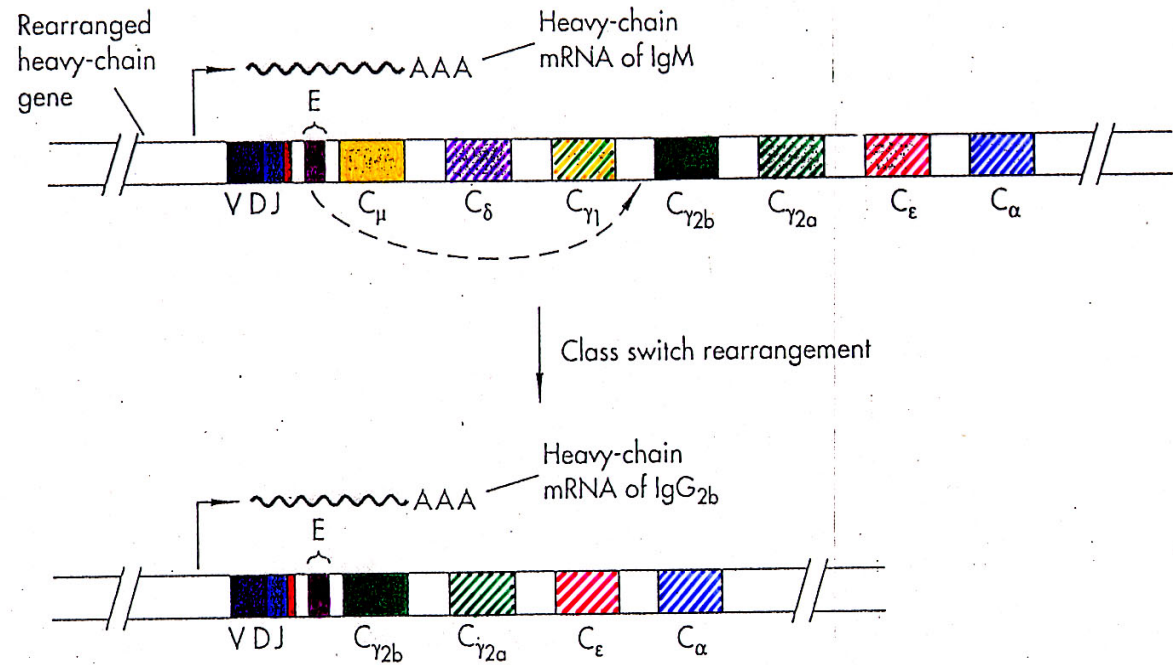 Rearranged
heavy-chain
gene
Heavy-chain
mRNA of IgM
AAA
E
V D J
Cμ
Cδ
Cγ1
Cγ2b
Cγ2a
Cε
Cα
Class switch rearrangement
Heavy-chain
mRNA of IgG2b
AAA
E
V D J
Cγ2b
Cγ2a
Cε
Cα